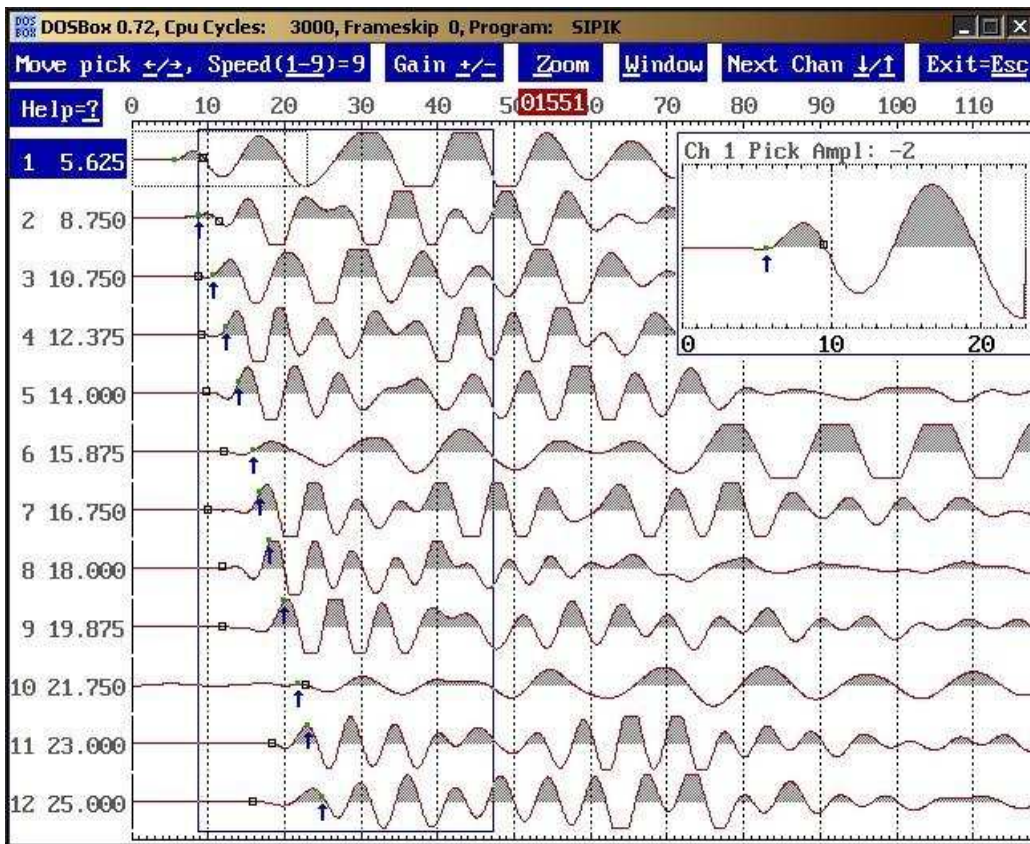 DOS BOX DOSBox 0.72, Cpu Cycles: 3000, Frameskip 0, Program: SIPIK
Move pick ←/→, Speed(1-9)=9 Gain +/- Zoom Window Next Chan ↓/↑ Exit=Esc
Help=? 0 10 20 30 40 50 01551 60 70 80 90 100 110
1 5.625
Ch 1 Pick Ampl: -2
2 8.750
3 10.750
4 12.375
0 10 20
5 14.000
6 15.875
7 16.750
8 18.000
9 19.875
10 21.750
11 23.000
12 25.000